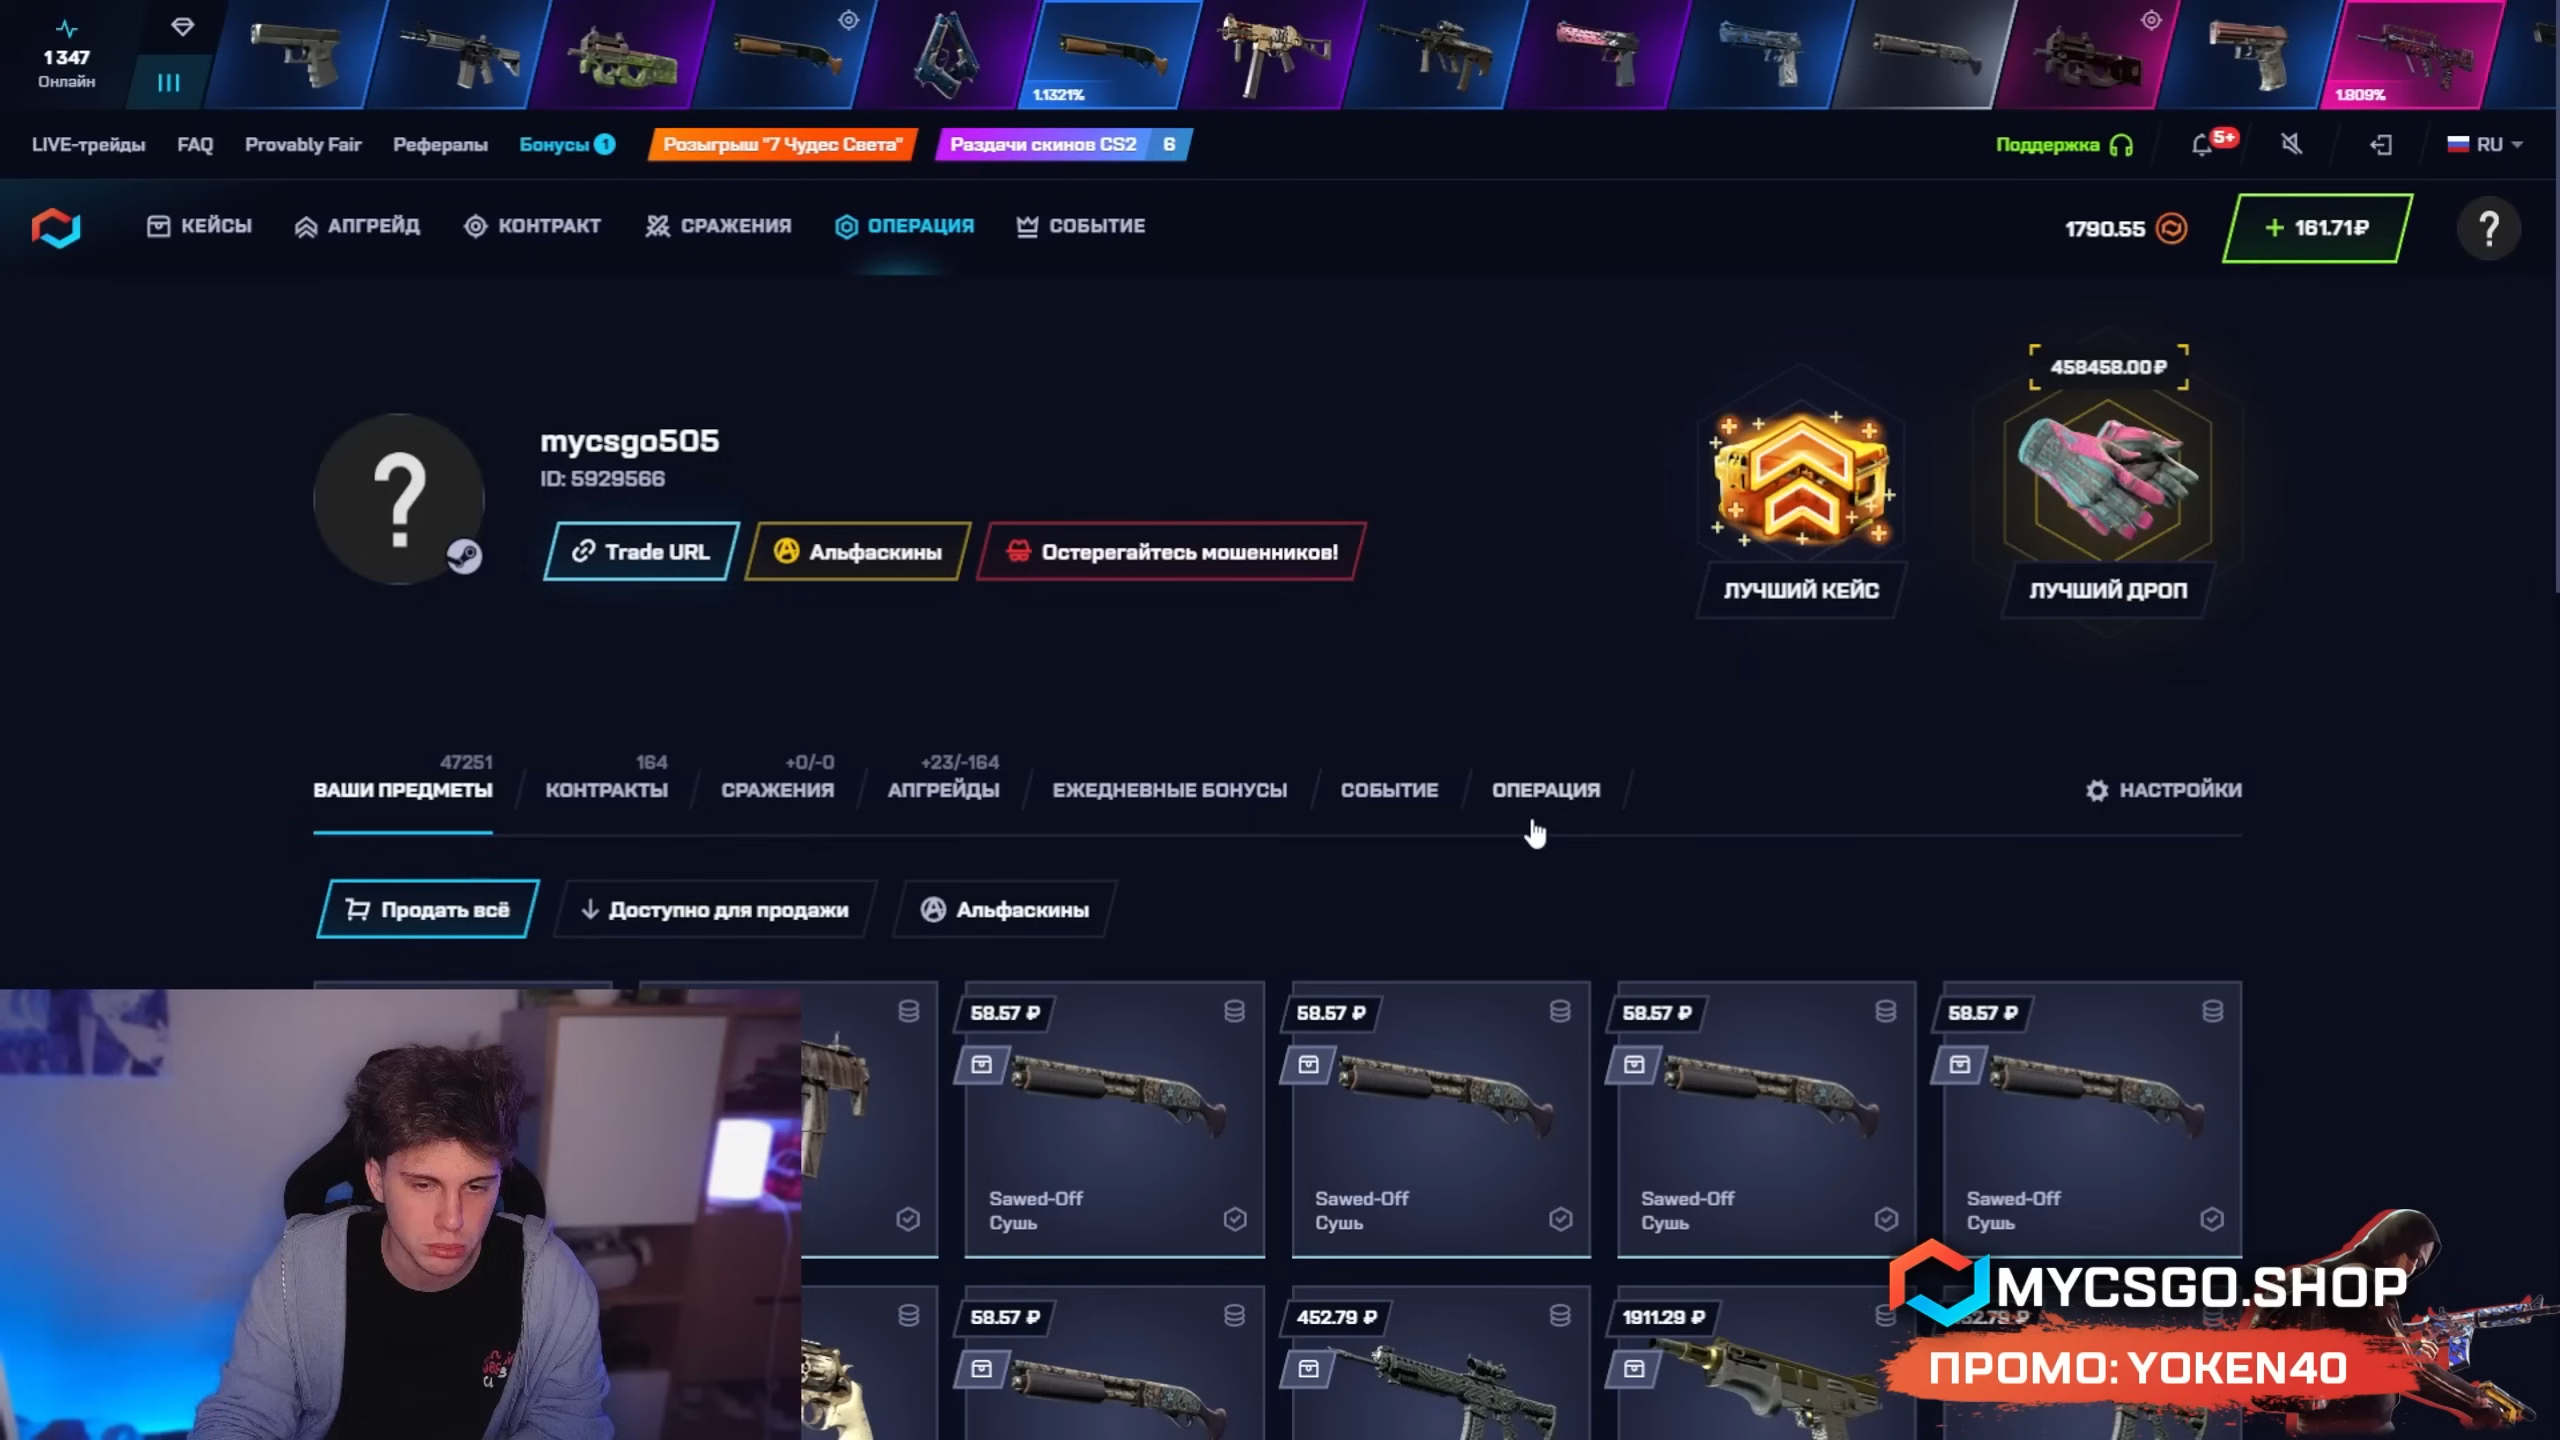 1 347
Онлайн
1.1321%
1.809%
LIVE-трейды
FAQ
Provably Fair
Рефералы
Бонусы 1
Розыгрыш "7 Чудес Света"
Раздачи скинов CS2 6
Поддержка
5+
RU
КЕЙСЫ
АПГРЕЙД
КОНТРАКТ
СРАЖЕНИЯ
ОПЕРАЦИЯ
СОБЫТИЕ
1790.55
+ 161.71₽
?
458458.00₽
?
mycsgo505
ID: 5929566
Trade URL
Альфаскины
Остерегайтесь мошенников!
ЛУЧШИЙ КЕЙС
ЛУЧШИЙ ДРОП
47251
ВАШИ ПРЕДМЕТЫ
164
КОНТРАКТЫ
+0/-0
СРАЖЕНИЯ
+23/-164
АПГРЕЙДЫ
ЕЖЕДНЕВНЫЕ БОНУСЫ
СОБЫТИЕ
ОПЕРАЦИЯ
НАСТРОЙКИ
Продать всё
Доступно для продажи
Альфаскины
58.57 ₽
58.57 ₽
58.57 ₽
58.57 ₽
Sawed-Off
Сушь
Sawed-Off
Сушь
Sawed-Off
Сушь
Sawed-Off
Сушь
58.57 ₽
452.79 ₽
1911.29 ₽
MYCSGO.SHOP
ПРОМО: YOKEN40